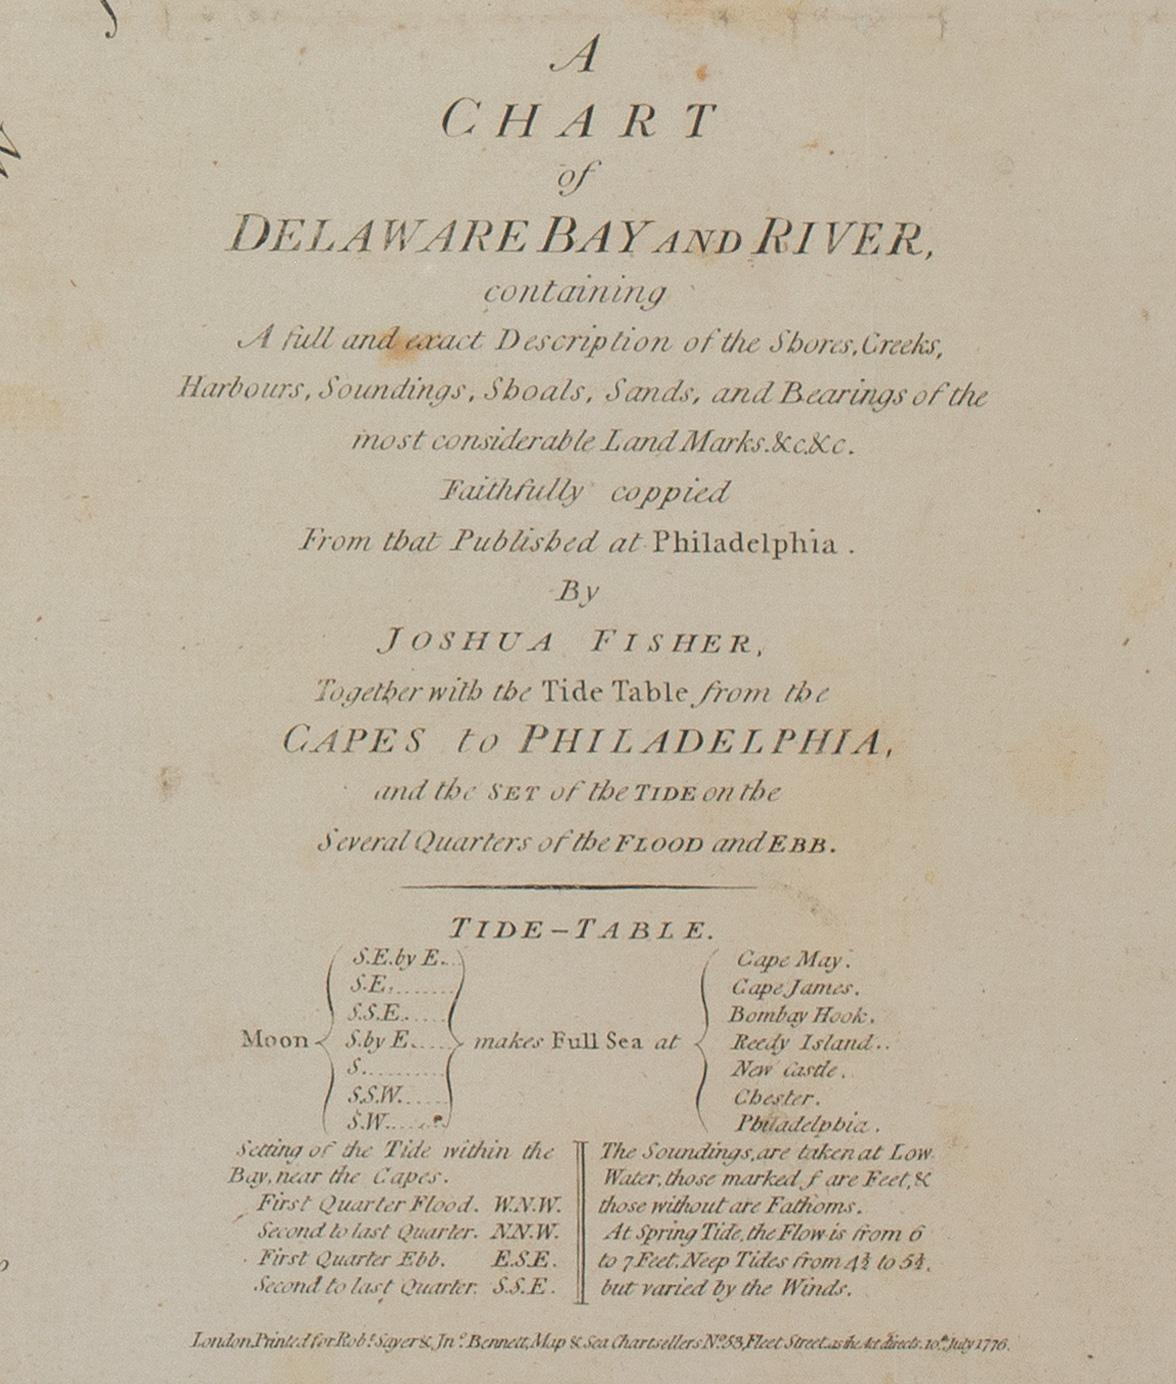 A
CHART
of
DELAWARE BAY AND RIVER,
containing
A full and exact Description of the Shores, Creeks,
Harbours, Soundings, Shoals, Sands, and Bearings of the
most considerable Land Marks. &c. &c.
Faithfully coppied
From that Published at Philadelphia.
By
JOSHUA FISHER,
Together with the Tide Table from the
CAPES to PHILADELPHIA,
and the SET of the TIDE on the
Several Quarters of the FLOOD and EBB.
TIDE-TABLE.
Moon makes Full Sea at
S.E. by E. Cape May.
S.E. Cape James.
S.S.E. Bombay Hook.
S. by E. Reedy Island.
S. New Castle.
S.S.W. Chester.
S.W. Philadelphia.
Setting of the Tide within the
Bay, near the Capes.
First Quarter Flood. W.N.W.
Second to last Quarter. N.N.W.
First Quarter Ebb. E.S.E.
Second to last Quarter. S.S.E.
The Soundings, are taken at Low
Water, those marked f are Feet, &
those without are Fathoms.
At Spring Tide, the Flow is from 6
to 7 Feet. Neep Tides from 4½ to 5½.
but varied by the Winds.
London. Printed for Robt. Sayer & Jno. Bennett, Map & Sea Chartsellers No. 53, Fleet Street, as the Act directs. 10th. July 1776.